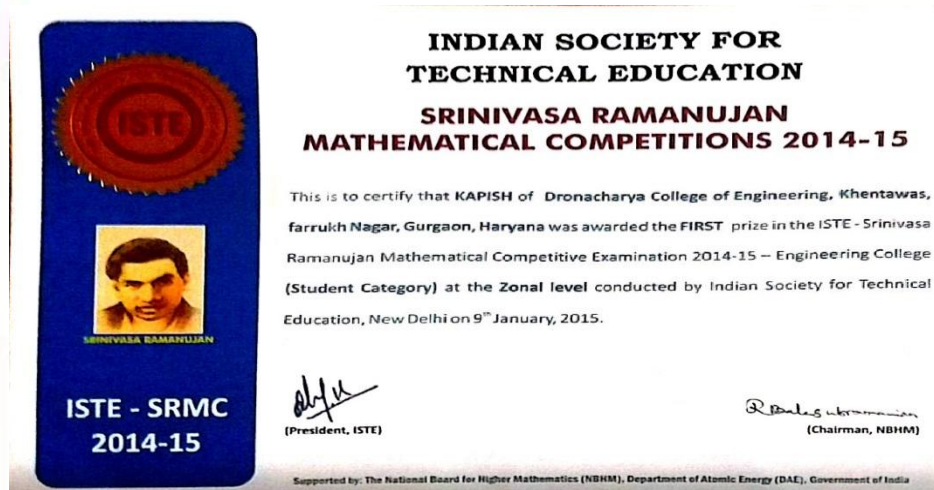 ISTE
SRINIVASA RAMANUJAN
ISTE - SRMC
2014-15
INDIAN SOCIETY FOR
TECHNICAL EDUCATION
SRINIVASA RAMANUJAN
MATHEMATICAL COMPETITIONS 2014-15
This is to certify that KAPISH of Dronacharya College of Engineering, Khentawas,
farrukh Nagar, Gurgaon, Haryana was awarded the FIRST prize in the ISTE - Srinivasa
Ramanujan Mathematical Competitive Examination 2014-15 – Engineering College
(Student Category) at the Zonal level conducted by Indian Society for Technical
Education, New Delhi on 9th January, 2015.
(President, ISTE)
R Balasubramanian
(Chairman, NBHM)
Supported by: The National Board for Higher Mathematics (NBHM), Department of Atomic Energy (DAE), Government of India